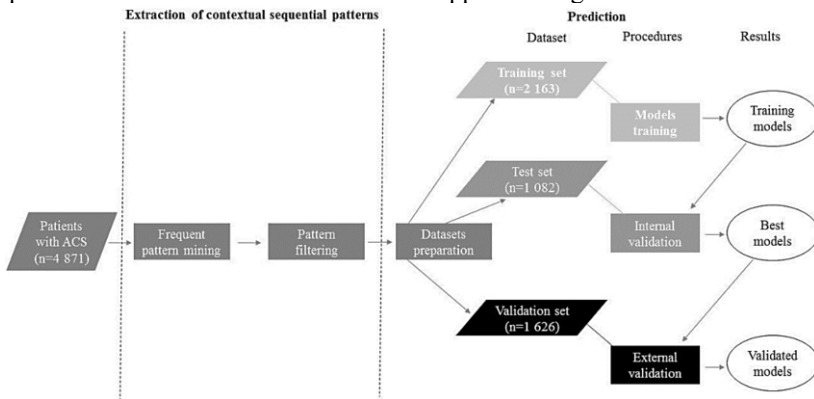 Extraction of contextual sequential patterns
Prediction
Dataset
Procedures
Results
Training set
(n=2 163)
Models
training
Training
models
Test set
(n=1 082)
Patients
with ACS
(n=4 871)
Frequent
pattern mining
Pattern
filtering
Datasets
preparation
Internal
validation
Best
models
Validation set
(n=1 626)
External
validation
Validated
models